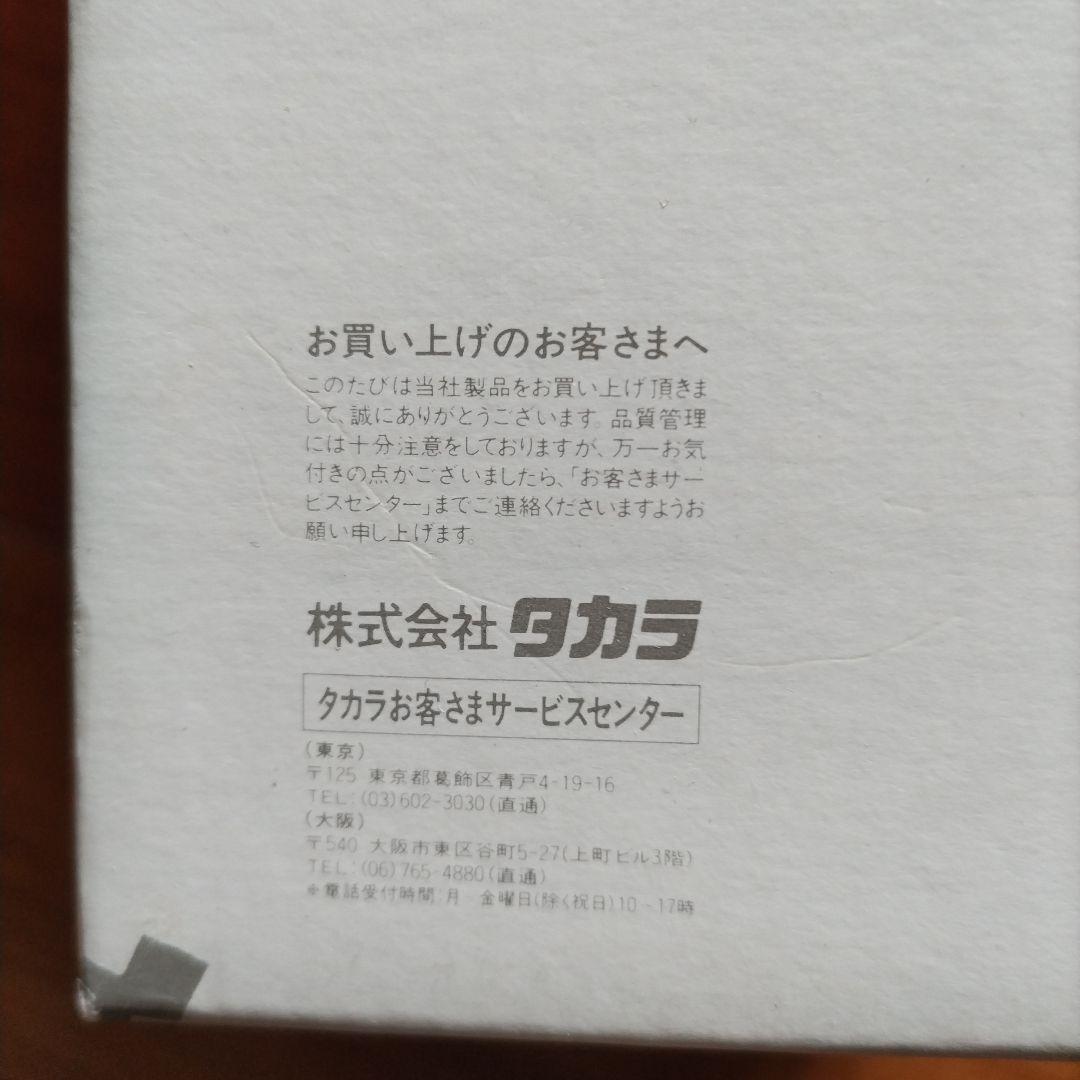 お買い上げのお客さまへ
このたびは当社製品をお買い上げ頂きま
して、誠にありがとうございます。品質管理
には十分注意をしておりますが、万一お気
付きの点がございましたら、「お客さまサー
ビスセンター」までご連絡くださいますようお
願い申し上げます。
株式会社 タカラ
タカラお客さまサービスセンター
(東京)
〒125 東京都葛飾区青戸4-19-16
TEL:(03)602-3030(直通)
(大阪)
〒540 大阪市東区谷町5-27(上町ビル3階)
TEL:(06)765-4880(直通)
※電話受付時間:月〜金曜日(除く祝日)10〜17時